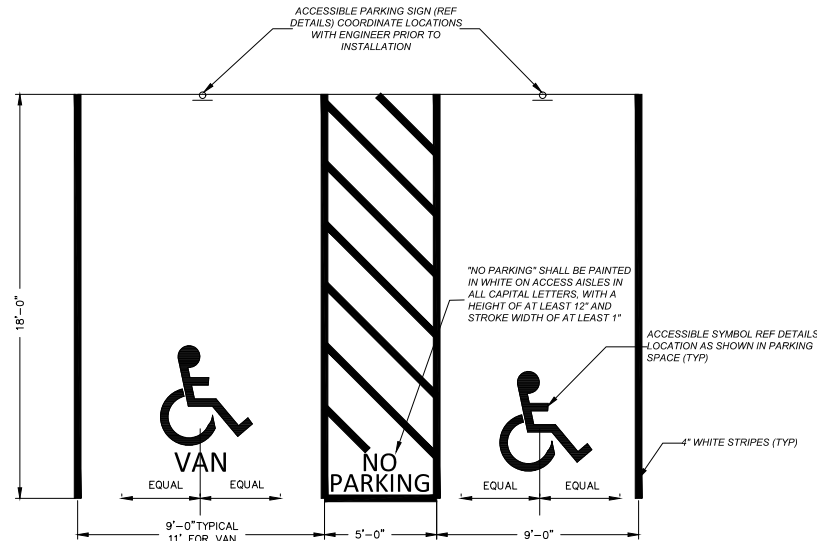 ACCESSIBLE PARKING SIGN (REF
DETAILS) COORDINATE LOCATIONS
WITH ENGINEER PRIOR TO
INSTALLATION
18'-0"
"NO PARKING" SHALL BE PAINTED
IN WHITE ON ACCESS AISLES IN
ALL CAPITAL LETTERS, WITH A
HEIGHT OF AT LEAST 12" AND
STROKE WIDTH OF AT LEAST 1"
ACCESSIBLE SYMBOL REF DETAILS
LOCATION AS SHOWN IN PARKING
SPACE (TYP)
4" WHITE STRIPES (TYP)
VAN
NO
PARKING
EQUAL EQUAL
EQUAL EQUAL
9'-0"TYPICAL
11' FOR VAN
5'-0"
9'-0"